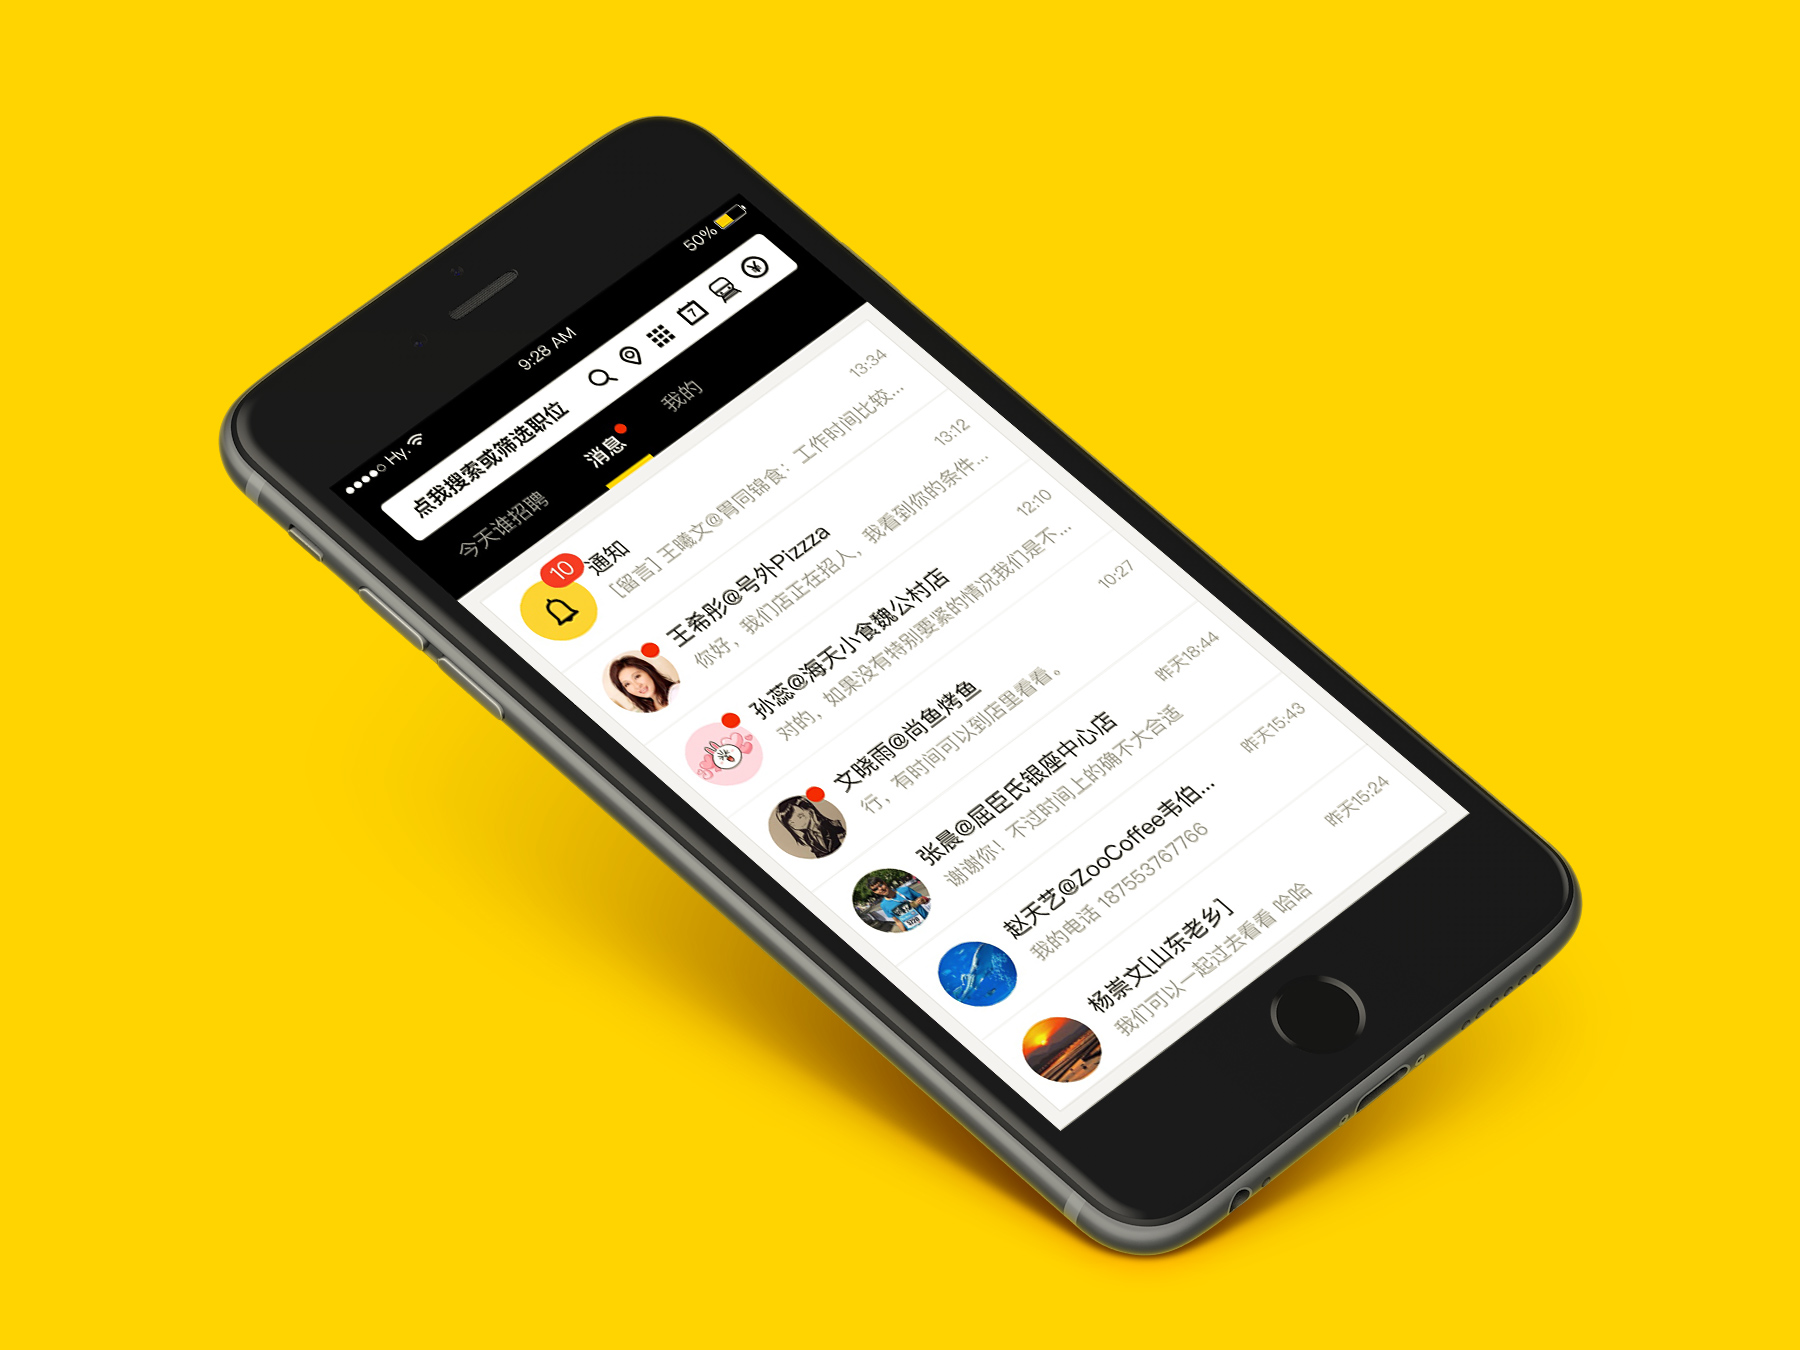 Hy.
9:28 AM
50%
点我搜索或筛选职位
7
¥
今天谁招聘
消息
我的
10
通知
13:34
[留言] 王曦文@胃同锦食：工作时间比较...
王希彤@号外Pizzza
13:12
你好，我们店正在招人，我看到你的条件...
孙蕊@海天小食魏公村店
12:10
对的，如果没有特别要紧的情况我们是不...
文晓雨@尚鱼烤鱼
10:27
行，有时间可以到店里看看。
张晨@屈臣氏银座中心店
昨天18:44
谢谢你！不过时间上的确不大合适
赵天艺@ZooCoffee韦伯...
昨天15:43
我的电话 18755376​7766
杨崇文[山东老乡]
昨天15:24
我们可以一起过去看看 哈哈